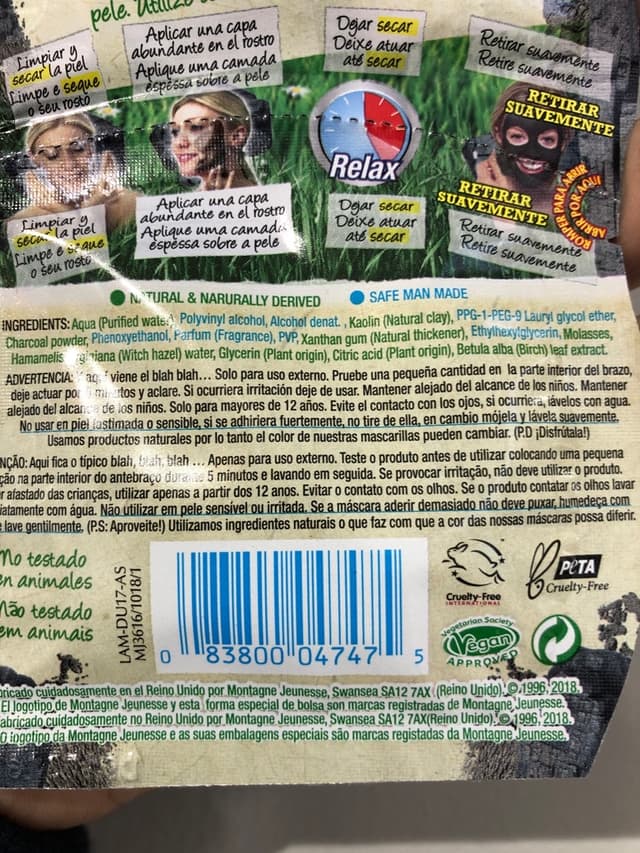 pele.
Limpiar y
secar la piel
Limpe e seque
o seu rosto
Aplicar una capa
abundante en el rostro
Aplique uma camada
espessa sobre a pele
Dejar secar
Deixe atuar
até secar
Retirar suavemente
Retire suavemente
RETIRAR
SUAVEMENTE
Relax
RETIRAR
SUAVEMENTE
ROMPER PARA ABRIR
ABRIR POR AQUI
Limpiar y
secar la piel
Limpe e seque
o seu rosto
Aplicar una capa
abundante en el rostro
Aplique uma camada
espessa sobre a pele
Dejar secar
Deixe atuar
até secar
Retirar suavemente
Retire suavemente
NATURAL & NARURALLY DERIVED
SAFE MAN MADE
INGREDIENTS: Aqua (Purified water), Polyvinyl alcohol, Alcohol denat. , Kaolin (Natural clay), PPG-1-PEG-9 Lauryl glycol ether,
Charcoal powder, Phenoxyethanol, Parfum (Fragrance), PVP, Xanthan gum (Natural thickener), Ethylhexylglycerin, Molasses,
Hamamelis virginiana (Witch hazel) water, Glycerin (Plant origin), Citric acid (Plant origin), Betula alba (Birch) leaf extract.
ADVERTENCIA: Y aquí viene el blah blah... Solo para uso externo. Pruebe una pequeña cantidad en la parte interior del brazo,
deje actuar por 5 minutos y aclare. Si ocurriera irritación deje de usar. Mantener alejado del alcance de los niños. Mantener
alejado del alcance de los niños. Solo para mayores de 12 años. Evite el contacto con los ojos, si ocurriera, lávelos con agua.
No usar en piel lastimada o sensible, si se adhiriera fuertemente, no tire de ella, en cambio mójela y lávela suavemente.
Usamos productos naturales por lo tanto el color de nuestras mascarillas pueden cambiar. (P.D ¡Disfrútala!)
NÇÃO: Aqui fica o típico blah, blah, blah ... Apenas para uso externo. Teste o produto antes de utilizar colocando uma pequena
ção na parte interior do antebraço durante 5 minutos e lavando em seguida. Se provocar irritação, não deve utilizar o produto.
r afastado das crianças, utilizar apenas a partir dos 12 anos. Evitar o contato com os olhos. Se o produto contatar os olhos lavar
iatamente com água. Não utilizar em pele sensível ou irritada. Se a máscara aderir demasiado não deve puxar, humedeça com
e lave gentilmente. (P.S: Aproveite!) Utilizamos ingredientes naturais o que faz com que a cor das nossas máscaras possa diferir.
No testado
en animales
Não testado
em animais
LAM-DU17-AS
MJ3616/1018/1
0 83800 04747 5
Cruelty-Free
INTERNATIONAL
PETA
Cruelty-Free
Vegetarian Society
Vegan
APPROVED
bricado cuidadosamente en el Reino Unido por Montagne Jeunesse, Swansea SA12 7AX (Reino Unido). © 1996, 2018.
El logotipo de Montagne Jeunesse y esta forma especial de bolsa son marcas registradas de Montagne Jeunesse.
abricado cuidadosamente no Reino Unido por Montagne Jeunesse, Swansea SA12 7AX(Reino Unido). © 1996, 2018.
O logotipo da Montagne Jeunesse e as suas embalagens especiais são marcas registadas da Montagne Jeunesse.